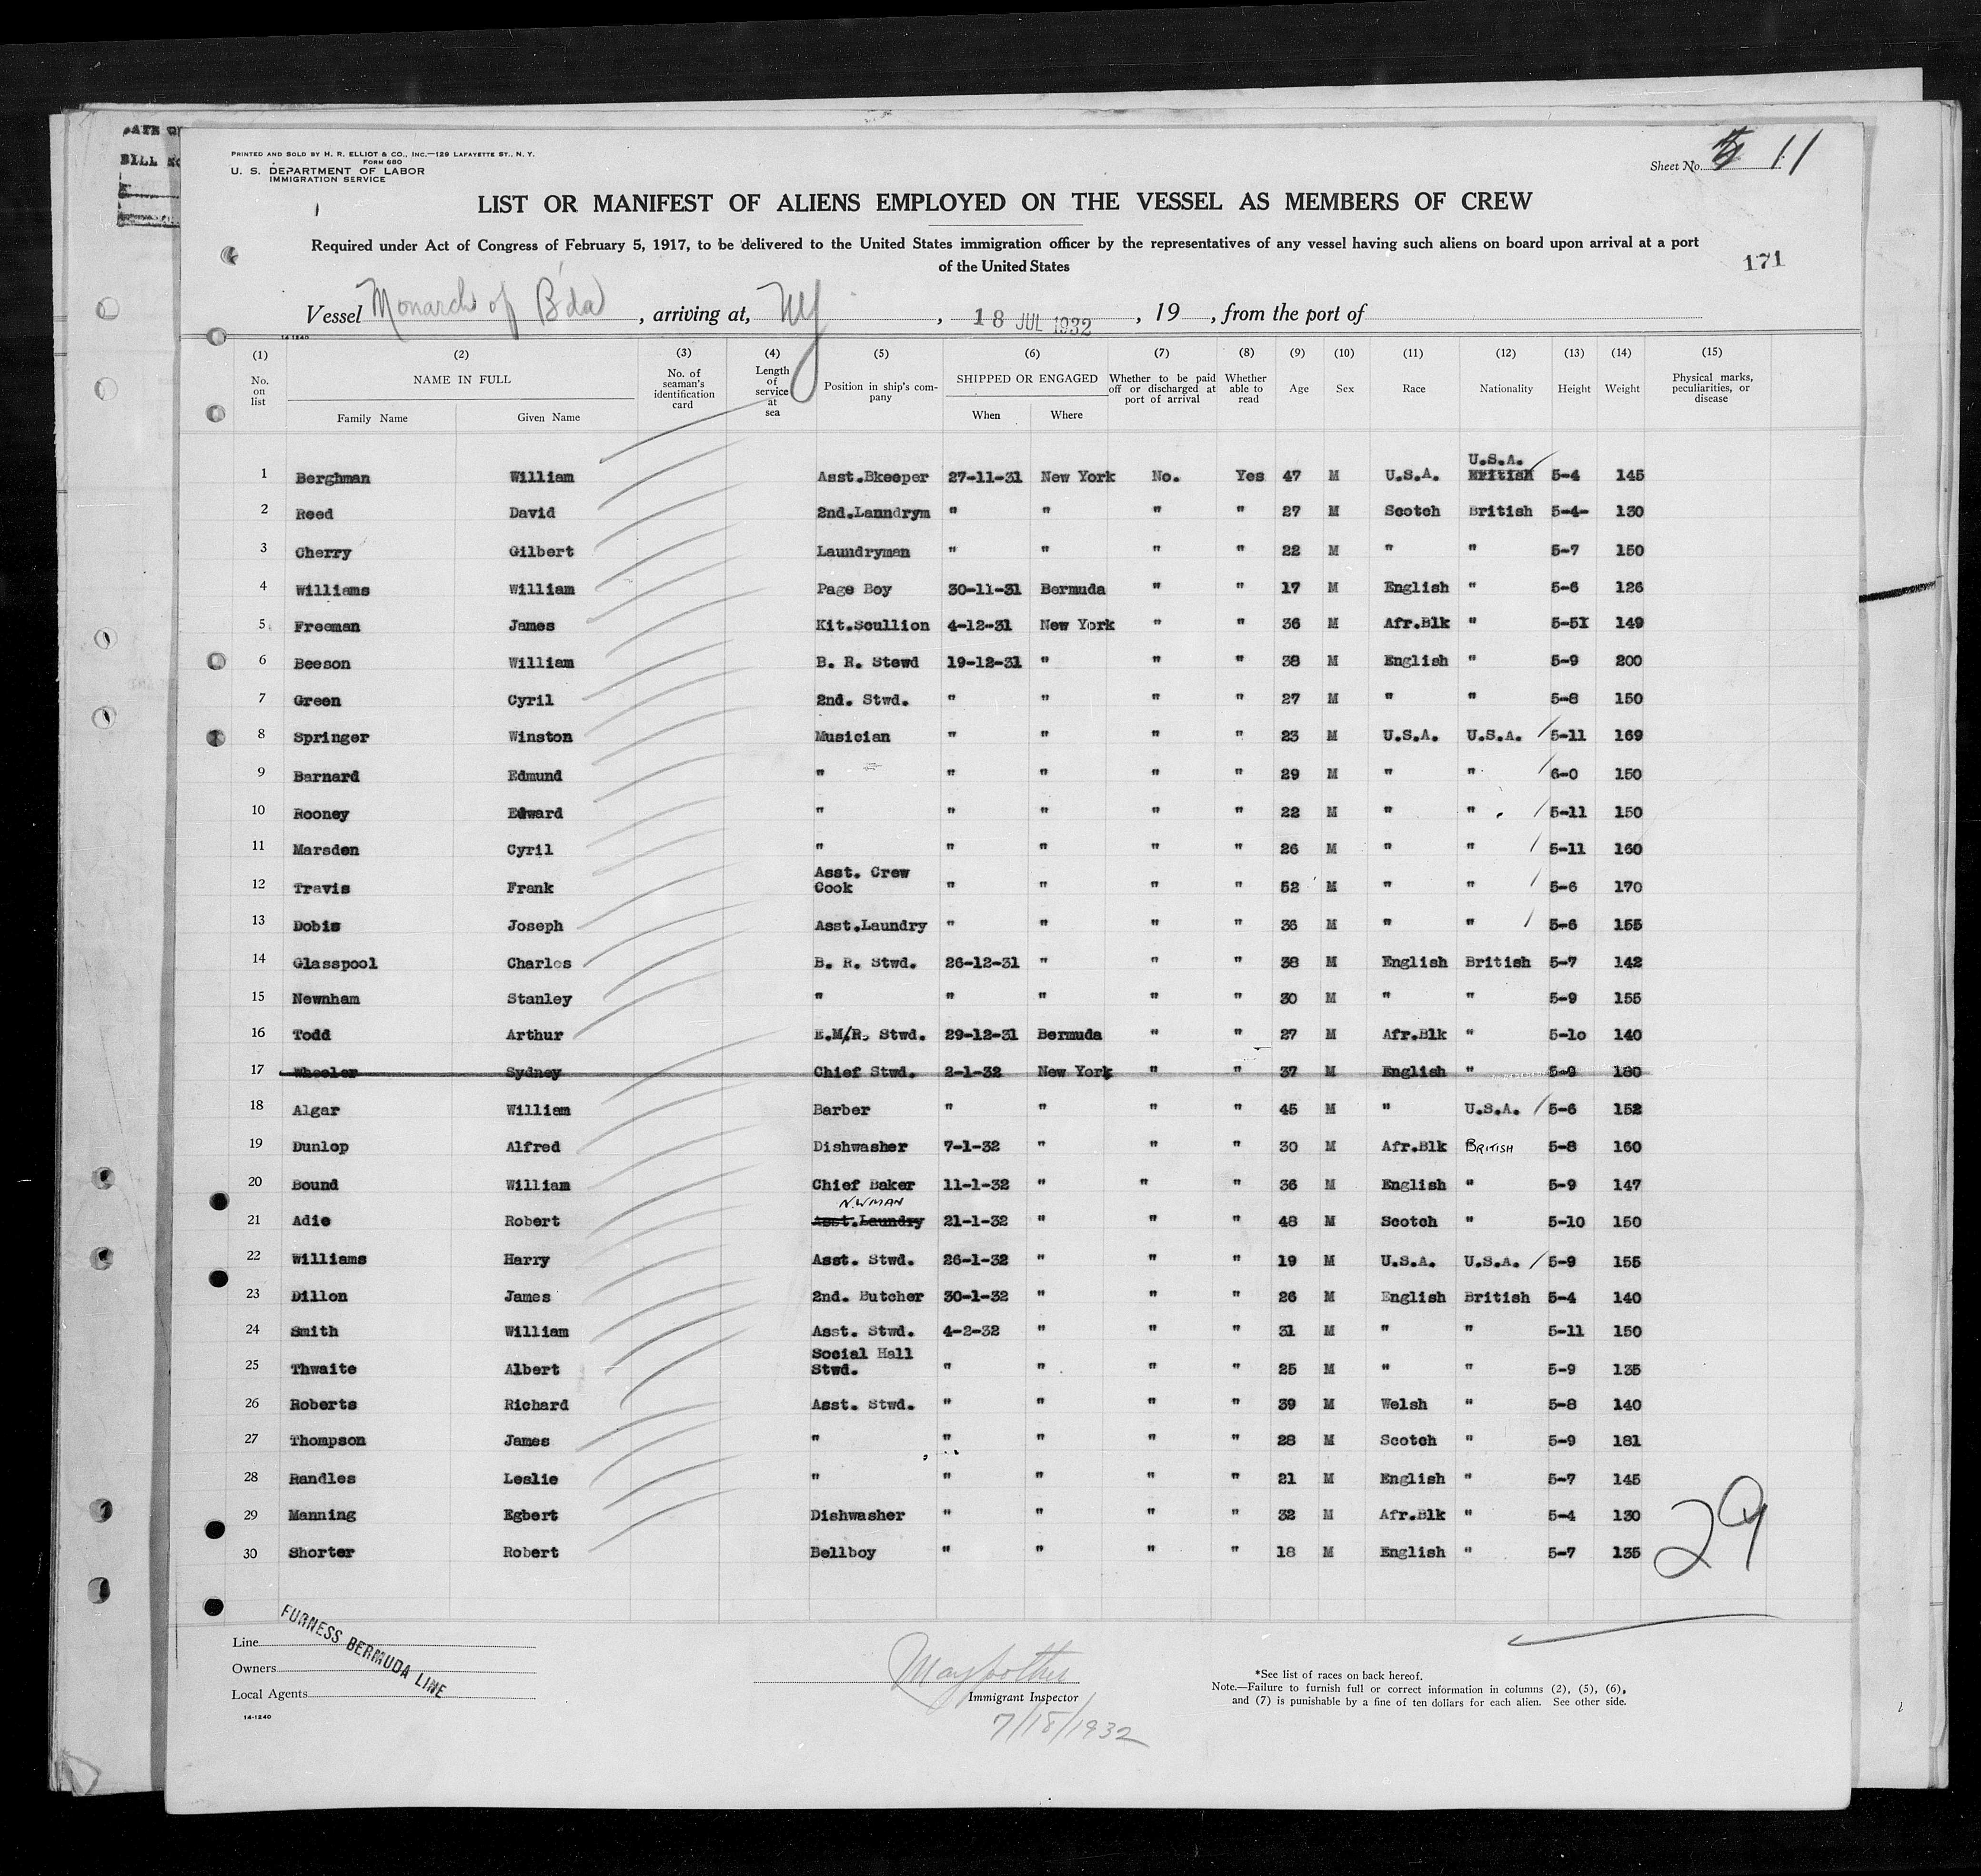 DATE OF
BILL NO
PRINTED AND SOLD BY H. R. ELLIOT & CO., INC.—129 LAFAYETTE ST., N. Y.
FORM 680
U. S. DEPARTMENT OF LABOR
IMMIGRATION SERVICE
Sheet No. 11
LIST OR MANIFEST OF ALIENS EMPLOYED ON THE VESSEL AS MEMBERS OF CREW
Required under Act of Congress of February 5, 1917, to be delivered to the United States immigration officer by the representatives of any vessel having such aliens on board upon arrival at a port
of the United States
171
Vessel Monarch of B'da, arriving at, NY, 18 JUL 1932, 19, from the port of
14-1240
(1) (2) (3) (4) (5) (6) (7) (8) (9) (10) (11) (12) (13) (14) (15)
No. on list NAME IN FULL Family Name Given Name No. of seaman's identification card Length of service at sea Position in ship's company SHIPPED OR ENGAGED When Where Whether to be paid off or discharged at port of arrival Whether able to read Age Sex Race Nationality Height Weight Physical marks, peculiarities, or disease
U.S.A.
1 Berghman William Asst.Bkeeper 27-11-31 New York No. Yes 47 M U.S.A. British 5-4 145
2 Reed David 2nd.Lanndrym " " " " 27 M Scotch British 5-4- 130
3 Cherry Gilbert Laundryman " " " " 22 M " " 5-7 150
4 Williams William Page Boy 30-11-31 Bermuda " " 17 M English " 5-6 126
5 Freeman James Kit.Scullion 4-12-31 New York " " 36 M Afr.Blk " 5-5I 149
6 Beeson William B. R. Stewd 19-12-31 " " " 38 M English " 5-9 200
7 Green Cyril 2nd. Stwd. " " " " 27 M " " 5-8 150
8 Springer Winston Musician " " " " 23 M U.S.A. U.S.A. 5-11 169
9 Barnard Edmund " " " " " 29 M " " 6-0 150
10 Rooney Edward " " " " " 22 M " " 5-11 150
11 Marsden Cyril " " " " " 26 M " " 5-11 160
12 Travis Frank Asst. Crew Cook " " " " 52 M " " 5-6 170
13 Dobis Joseph Asst.Laundry " " " " 36 M " " 5-6 155
14 Glasspool Charles B. R. Stwd. 26-12-31 " " " 38 M English British 5-7 142
15 Newnham Stanley " " " " " 30 M " " 5-9 155
16 Todd Arthur E.M/R. Stwd. 29-12-31 Bermuda " " 27 M Afr.Blk " 5-10 140
17 Wheeler Sydney Chief Stwd. 2-1-32 New York " " 37 M English " 5-9 180
18 Algar William Barber " " " " 45 M " U.S.A. 5-6 152
19 Dunlop Alfred Dishwasher 7-1-32 " " " 30 M Afr.Blk BRITISH 5-8 160
20 Bound William Chief Baker 11-1-32 " " " 36 M English " 5-9 147
N.WMAN
21 Adie Robert Asst.Laundry 21-1-32 " " " 48 M Scotch " 5-10 150
22 Williams Harry Asst. Stwd. 26-1-32 " " " 19 M U.S.A. U.S.A. 5-9 155
23 Dillon James 2nd. Butcher 30-1-32 " " " 26 M English British 5-4 140
24 Smith William Asst. Stwd. 4-2-32 " " " 31 M " " 5-11 150
25 Thwaite Albert Social Hall Stwd. " " " " 25 M " " 5-9 135
26 Roberts Richard Asst. Stwd. " " " " 39 M Welsh " 5-8 140
27 Thompson James " " " " " 28 M Scotch " 5-9 181
28 Randles Leslie " " " " " 21 M English " 5-7 145
29 Manning Egbert Dishwasher " " " " 32 M Afr.Blk " 5-4 130
30 Shorter Robert Bellboy " " " " 18 M English " 5-7 135
29
Line
Owners
Local Agents
FURNESS BERMUDA LINE
14-1240
Immigrant Inspector
7/18/1932
*See list of races on back hereof.
Note.—Failure to furnish full or correct information in columns (2), (5), (6),
and (7) is punishable by a fine of ten dollars for each alien. See other side.